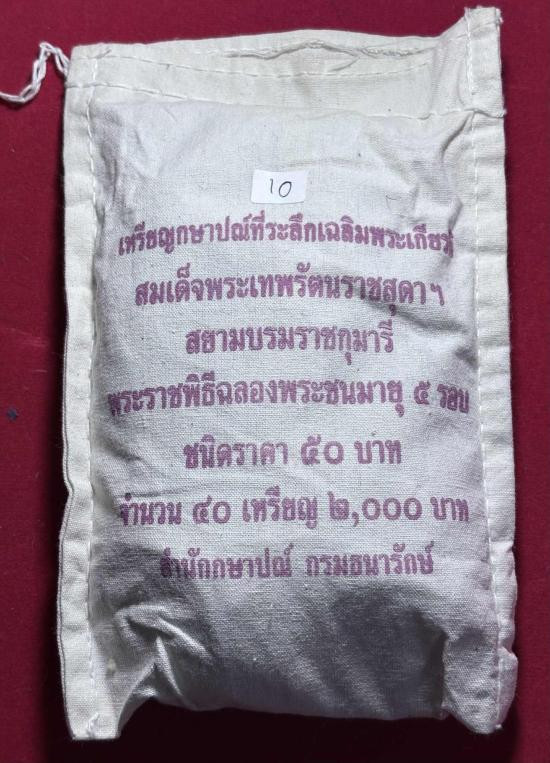 10
เหรียญกษาปณ์ที่ระลึกเฉลิมพระเกียรติ
สมเด็จพระเทพรัตนราชสุดาฯ
สยามบรมราชกุมารี
พระราชพิธีฉลองพระชนมายุ ๕ รอบ
ชนิดราคา ๕๐ บาท
จำนวน ๔๐ เหรียญ ๒,๐๐๐ บาท
สำนักกษาปณ์ กรมธนารักษ์